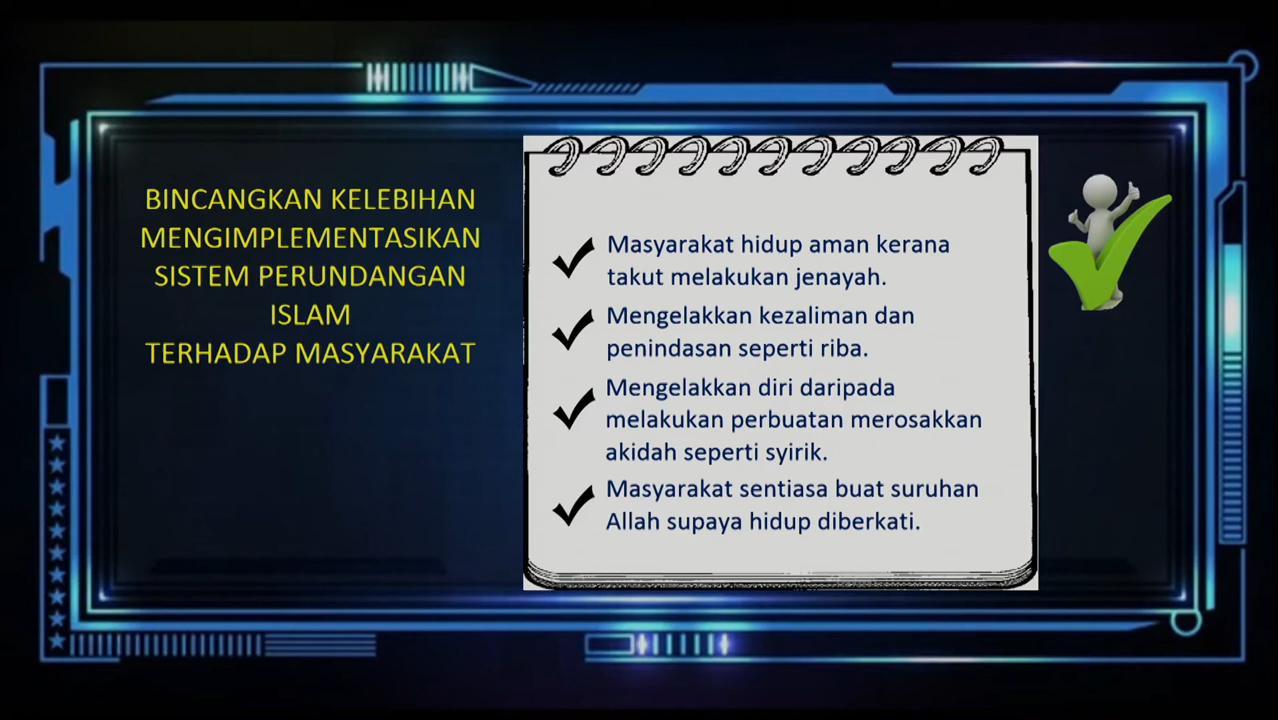 BINCANGKAN KELEBIHAN
MENGIMPLEMENTASIKAN
SISTEM PERUNDANGAN
ISLAM
TERHADAP MASYARAKAT
Masyarakat hidup aman kerana
takut melakukan jenayah.
Mengelakkan kezaliman dan
penindasan seperti riba.
Mengelakkan diri daripada
melakukan perbuatan merosakkan
akidah seperti syirik.
Masyarakat sentiasa buat suruhan
Allah supaya hidup diberkati.